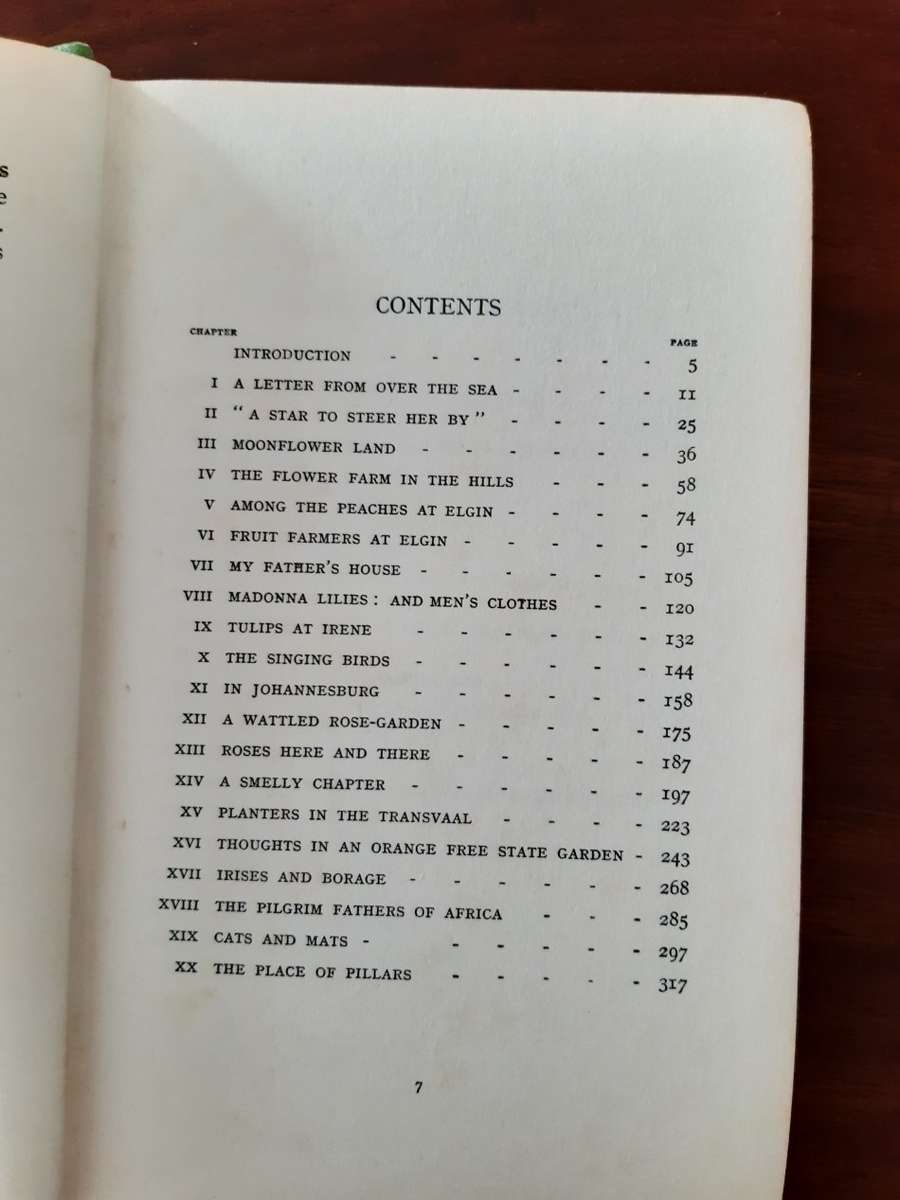 s
e
.
s
CONTENTS
CHAPTER PAGE
INTRODUCTION - - - - - - - 5
I A LETTER FROM OVER THE SEA - - - - 11
II " A STAR TO STEER HER BY " - - - - 25
III MOONFLOWER LAND - - - - - - 36
IV THE FLOWER FARM IN THE HILLS - - - 58
V AMONG THE PEACHES AT ELGIN - - - - 74
VI FRUIT FARMERS AT ELGIN - - - - - 91
VII MY FATHER'S HOUSE - - - - - - 105
VIII MADONNA LILIES : AND MEN'S CLOTHES - - 120
IX TULIPS AT IRENE - - - - - - 132
X THE SINGING BIRDS - - - - - - 144
XI IN JOHANNESBURG - - - - - - 158
XII A WATTLED ROSE-GARDEN - - - - - 175
XIII ROSES HERE AND THERE - - - - - 187
XIV A SMELLY CHAPTER - - - - - - 197
XV PLANTERS IN THE TRANSVAAL - - - - 223
XVI THOUGHTS IN AN ORANGE FREE STATE GARDEN - 243
XVII IRISES AND BORAGE - - - - - - 268
XVIII THE PILGRIM FATHERS OF AFRICA - - - 285
XIX CATS AND MATS - - - - - - 297
XX THE PLACE OF PILLARS - - - - - 317
7